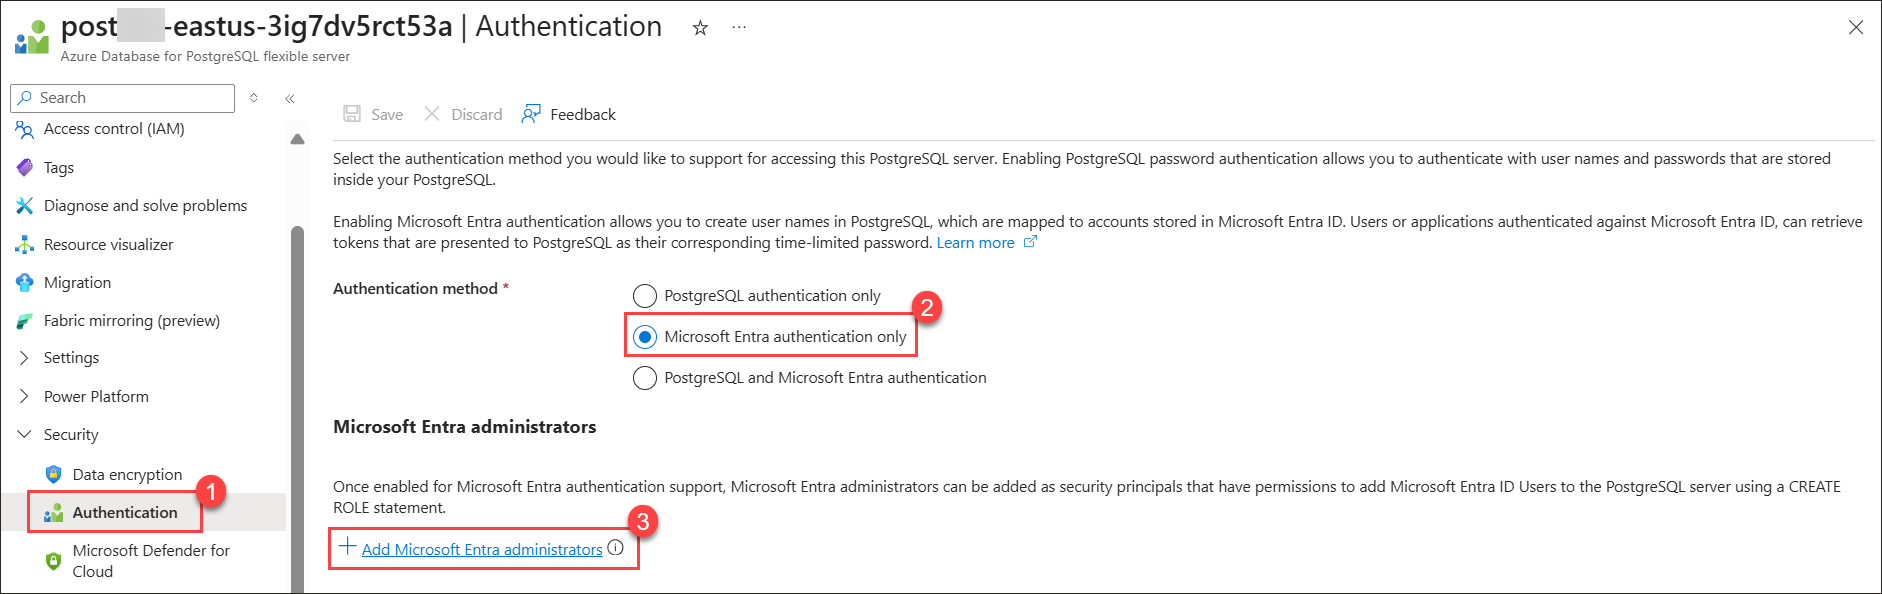 post -eastus-3ig7dv5rct53a | Authentication
Azure Database for PostgreSQL flexible server
Search
Access control (IAM)
Tags
Diagnose and solve problems
Resource visualizer
Migration
Fabric mirroring (preview)
Settings
Power Platform
Security
Data encryption
1
Authentication
Microsoft Defender for
Cloud
Save Discard Feedback
Select the authentication method you would like to support for accessing this PostgreSQL server. Enabling PostgreSQL password authentication allows you to authenticate with user names and passwords that are stored
inside your PostgreSQL.
Enabling Microsoft Entra authentication allows you to create user names in PostgreSQL, which are mapped to accounts stored in Microsoft Entra ID. Users or applications authenticated against Microsoft Entra ID, can retrieve
tokens that are presented to PostgreSQL as their corresponding time-limited password. Learn more
Authentication method *
PostgreSQL authentication only
2
Microsoft Entra authentication only
PostgreSQL and Microsoft Entra authentication
Microsoft Entra administrators
Once enabled for Microsoft Entra authentication support, Microsoft Entra administrators can be added as security principals that have permissions to add Microsoft Entra ID Users to the PostgreSQL server using a CREATE
ROLE statement.
3
Add Microsoft Entra administrators